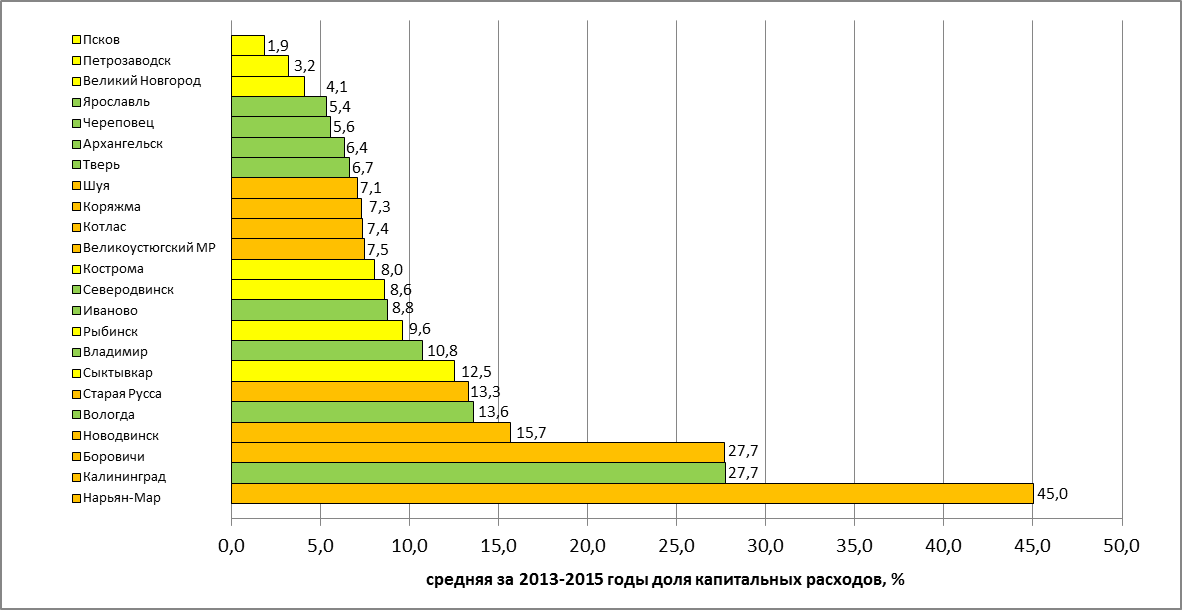 Псков 1,9
Петрозаводск 3,2
Великий Новгород 4,1
Ярославль 5,4
Череповец 5,6
Архангельск 6,4
Тверь 6,7
Шуя 7,1
Коряжма 7,3
Котлас 7,4
Великоустюгский МР 7,5
Кострома 8,0
Северодвинск 8,6
Иваново 8,8
Рыбинск 9,6
Владимир 10,8
Сыктывкар 12,5
Старая Русса 13,3
Вологда 13,6
Новодвинск 15,7
Боровичи 27,7
Калининград 27,7
Нарьян-Мар 45,0
0,0 5,0 10,0 15,0 20,0 25,0 30,0 35,0 40,0 45,0 50,0
средняя за 2013-2015 годы доля капитальных расходов, %